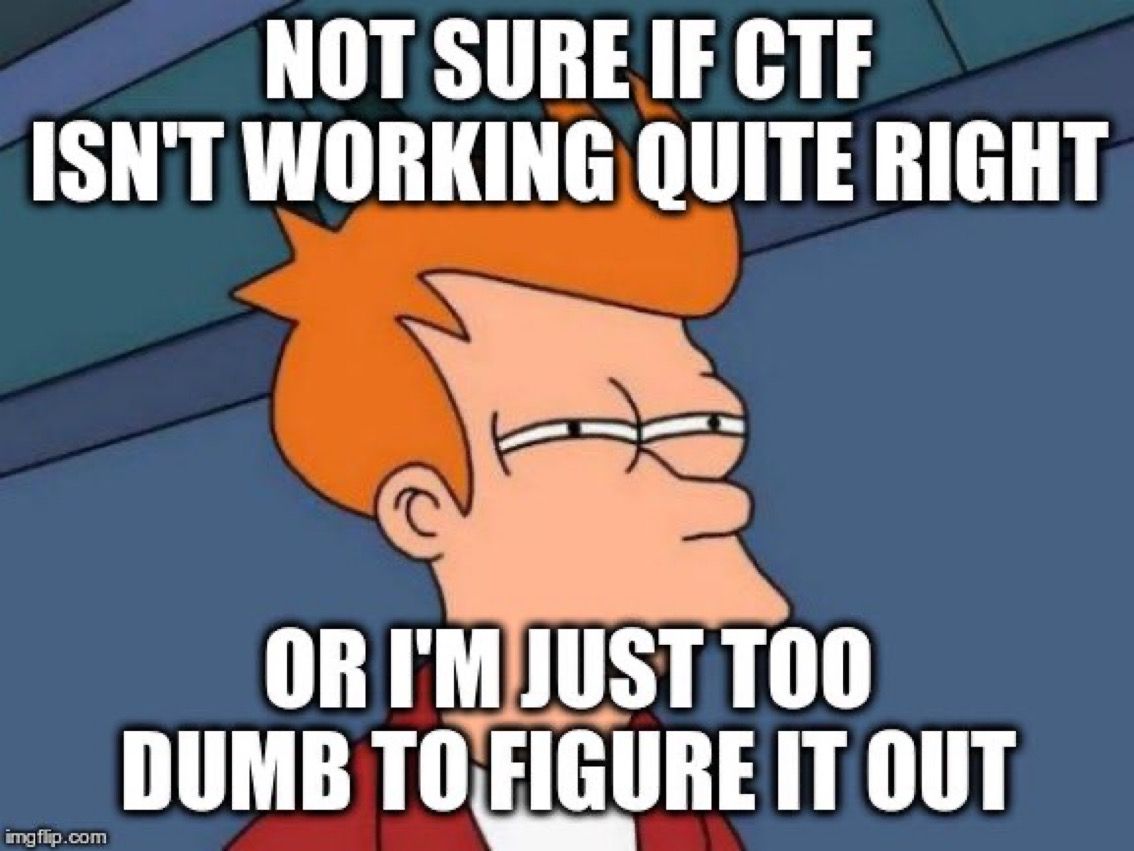 NOT SURE IF CTF
ISN'T WORKING QUITE RIGHT
OR I'M JUST TOO
DUMB TO FIGURE IT OUT
imgflip.com